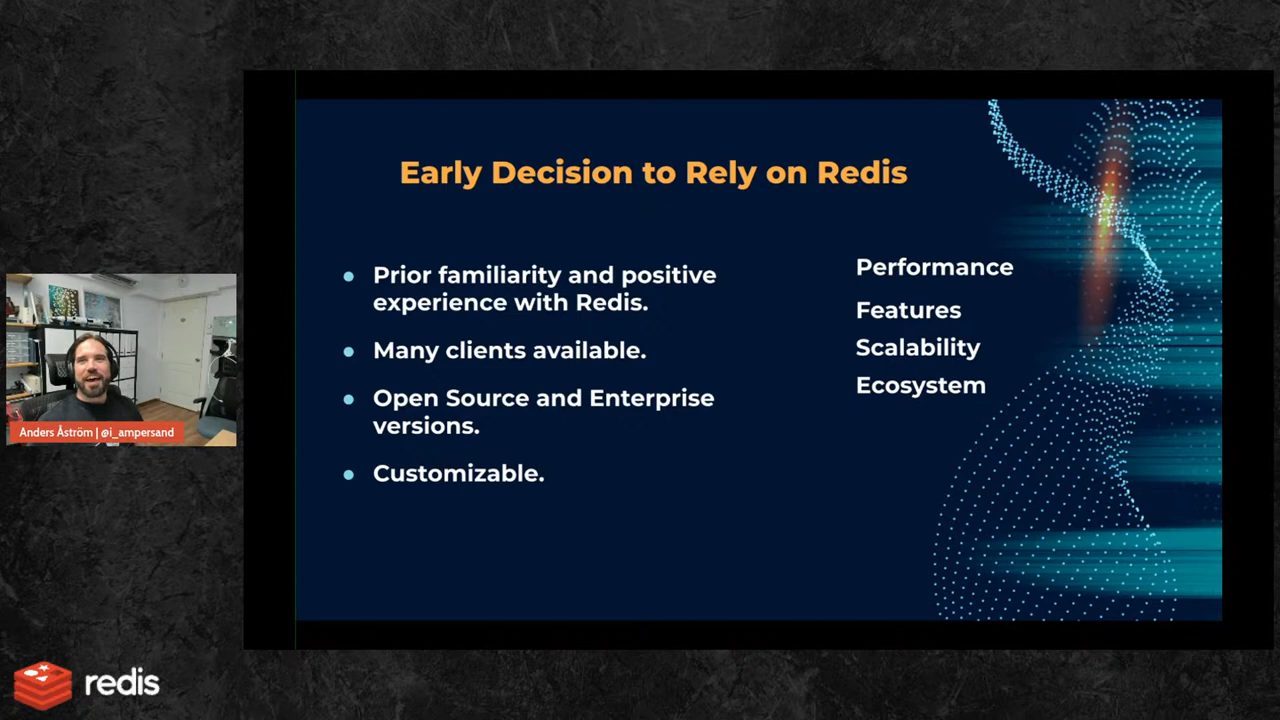 Early Decision to Rely on Redis
Prior familiarity and positive
experience with Redis.
Many clients available.
Open Source and Enterprise
versions.
Customizable.
Performance
Features
Scalability
Ecosystem
Anders Åström | @i_ampersand
redis